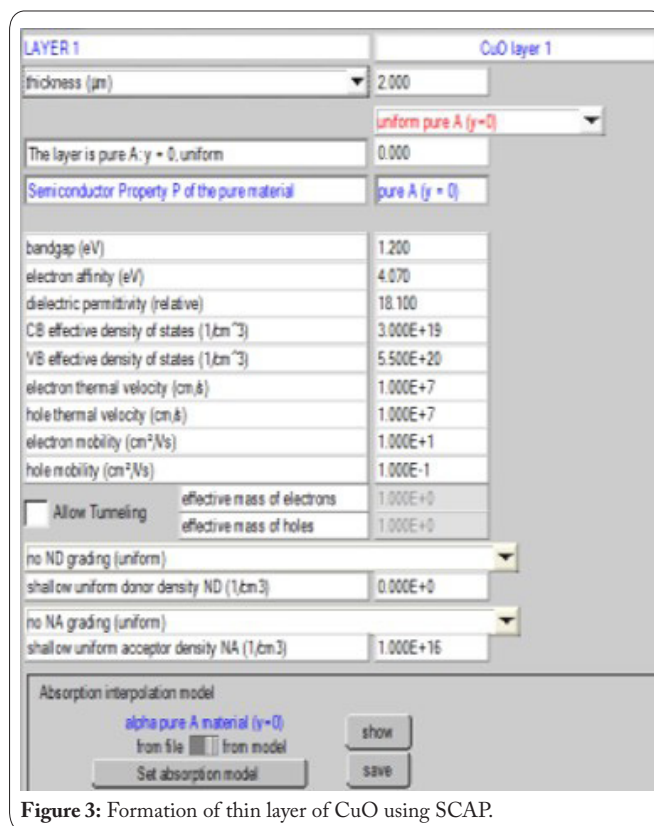 LAYER 1 CuO layer 1
thickness (µm) 2.000
uniform pure A (y=0)
The layer is pure A: y = 0, uniform 0.000
Semiconductor Property P of the pure material pure A (y = 0)
bandgap (eV) 1.200
electron affinity (eV) 4.070
dielectric permittivity (relative) 18.100
CB effective density of states (1/cm^3) 3.000E+19
VB effective density of states (1/cm^3) 5.500E+20
electron thermal velocity (cm/s) 1.000E+7
hole thermal velocity (cm/s) 1.000E+7
electron mobility (cm²/Vs) 1.000E+1
hole mobility (cm²/Vs) 1.000E-1
Allow Tunneling effective mass of electrons 1.000E+0
effective mass of holes 1.000E+0
no ND grading (uniform)
shallow uniform donor density ND (1/cm3) 0.000E+0
no NA grading (uniform)
shallow uniform acceptor density NA (1/cm3) 1.000E+16
Absorption interpolation model
alpha pure A material (y=0) show
from file from model
Set absorption model save
Figure 3: Formation of thin layer of CuO using SCAP.